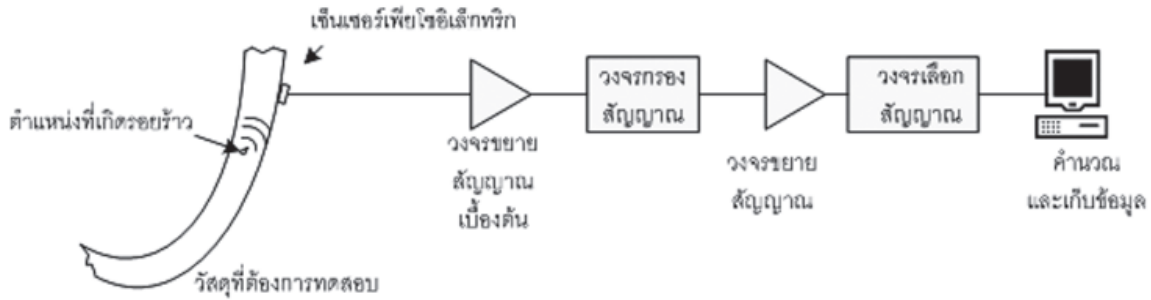 เซ็นเซอร์เพียโซอิเล็กทริก
ตำแหน่งที่เกิดรอยร้าว
วัสดุที่ต้องการทดสอบ
วงจรขยาย
สัญญาณ
เบื้องต้น
วงจรกรอง
สัญญาณ
วงจรขยาย
สัญญาณ
วงจรเลือก
สัญญาณ
คำนวณ
และเก็บข้อมูล